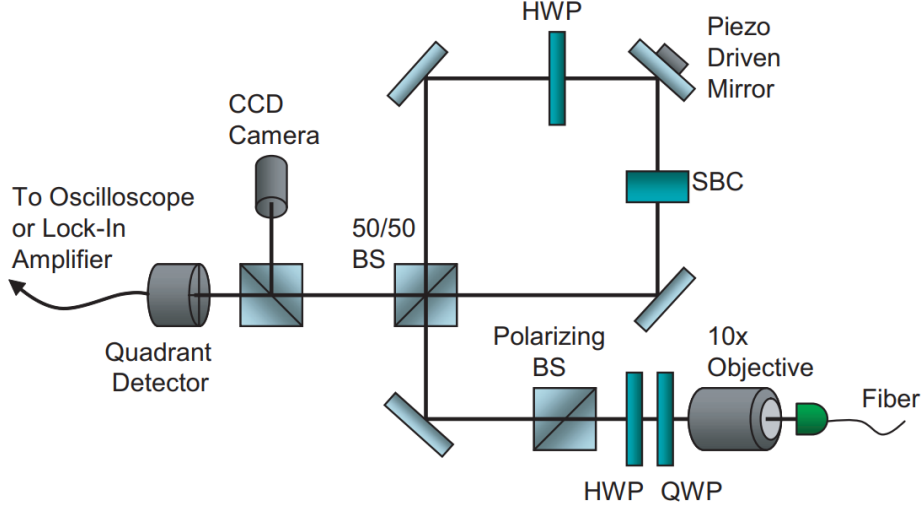 HWP
Piezo
Driven
Mirror
CCD
Camera
SBC
To Oscilloscope
or Lock-In
Amplifier
50/50
BS
Quadrant
Detector
Polarizing
BS
10x
Objective
Fiber
HWP
QWP